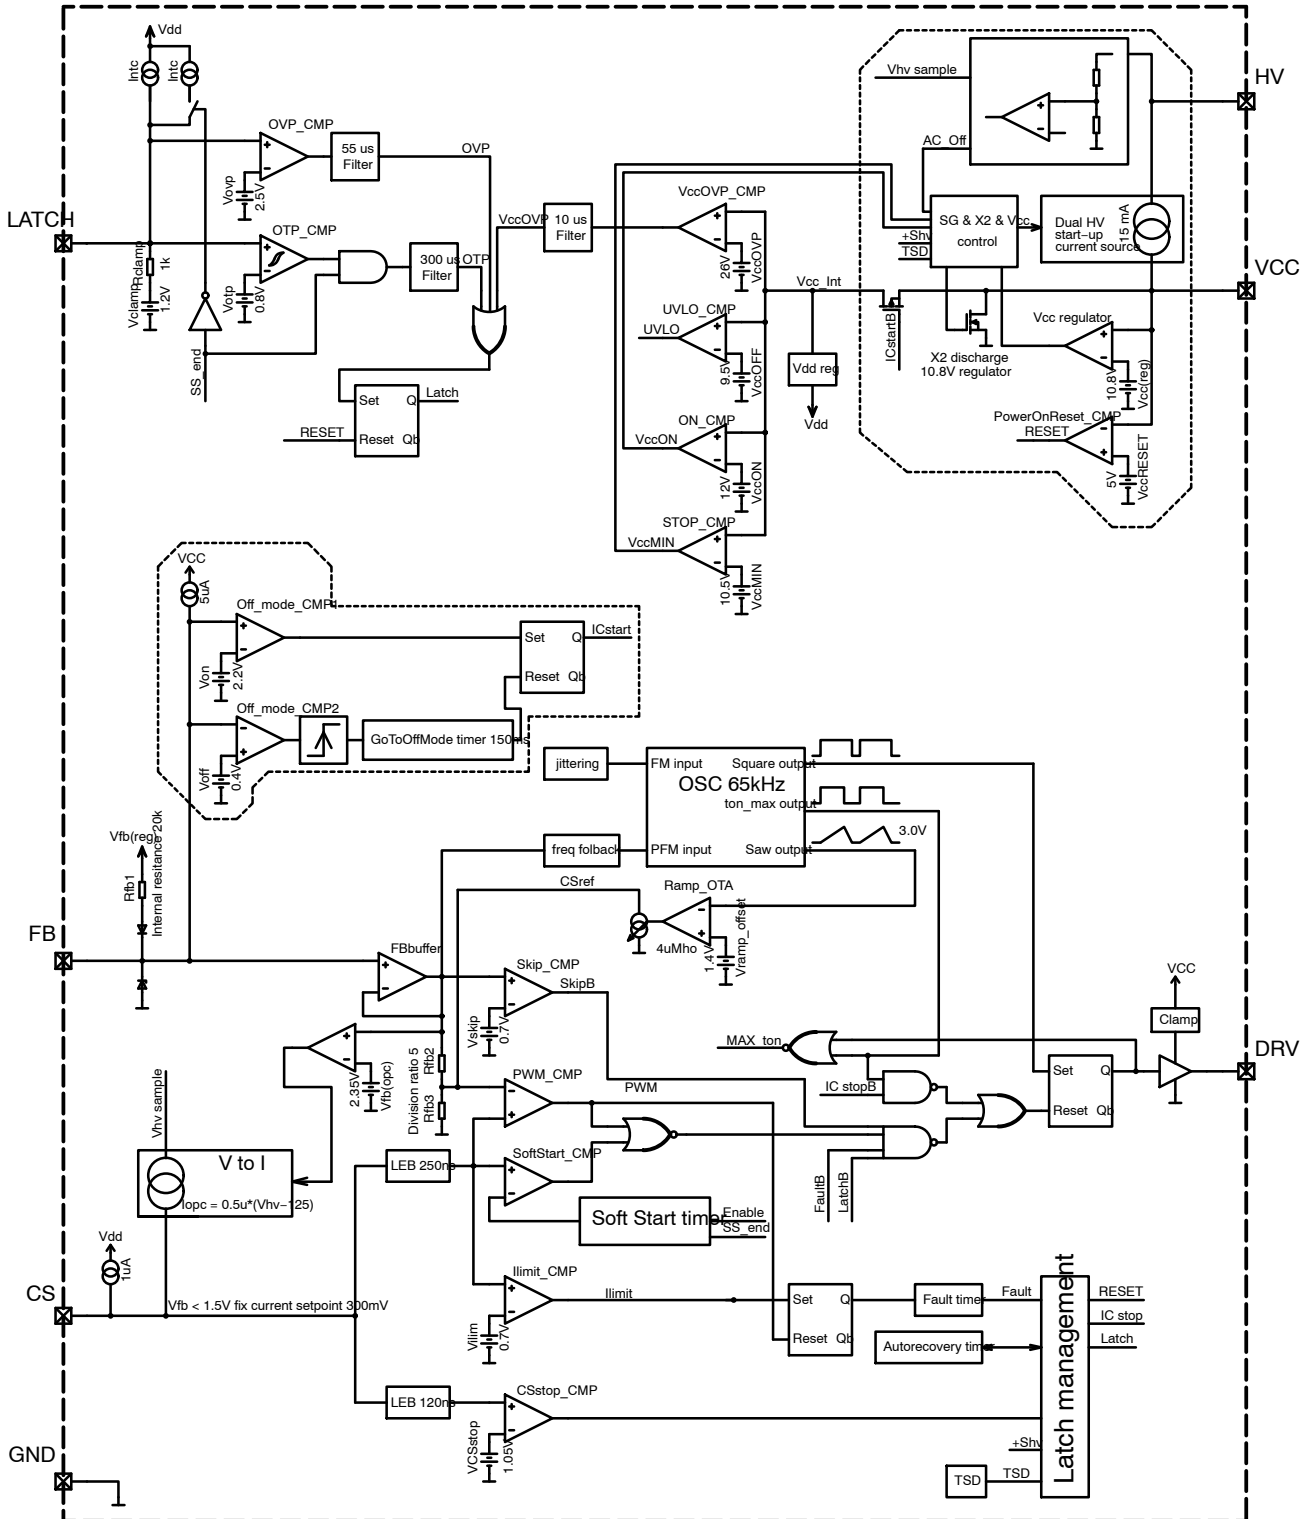 Vdd
Intc
Intc
Vhv sample
HV
OVP_CMP
55 us
Filter
OVP
AC_Off
Vovp
2.5V
LATCH
OTP_CMP
300 us
Filter
OTP
VccOVP
10 us
Filter
VccOVP_CMP
26V
VccOVP
SG & X2 & Vcc
control
+Shv
TSD
Dual HV
start-up
current source
15 mA
Rclamp
1k
Vclamp
1.2V
Votp
0.8V
SS_end
VCC
Vcc_Int
ICstartB
UVLO_CMP
UVLO
9.5V
VccOFF
Vdd reg
Vdd
X2 discharge
10.8V regulator
Vcc regulator
10.8V
Vcc(reg)
Set
Q
Latch
RESET
Reset
Qb
ON_CMP
VccON
12V
VccON
PowerOnReset_CMP
RESET
5V
VccRESET
STOP_CMP
VccMIN
10.5V
VccMIN
VCC
5uA
Off_mode_CMP1
Von
2.2V
Set
Q
ICstart
Reset
Qb
Off_mode_CMP2
GoToOffMode timer 150ms
Voff
0.4V
jittering
FM input
Square output
OSC 65kHz
ton_max output
freq folback
PFM input
Saw output
3.0V
Vfb(reg)
Rfb1
Internal resitance 20k
CSref
Ramp_OTA
4uMho
1.4V
Vramp_offset
FB
FBbuffer
Skip_CMP
SkipB
Vskip
0.7V
VCC
Clamp
DRV
MAX_ton
IC stopB
Set
Q
Reset
Qb
2.35V
Vfb(opc)
Division ratio 5
Rfb2
Rfb3
PWM_CMP
PWM
Vhv sample
V to I
Iopc = 0.5u*(Vhv-125)
LEB 250ns
SoftStart_CMP
Soft Start timer
Enable
SS_end
FaultB
LatchB
Vdd
1uA
CS
Vfb < 1.5V fix current setpoint 300mV
Ilimit_CMP
Ilimit
Vilim
0.7V
Set
Q
Reset
Qb
Fault timer
Fault
Autorecovery timer
Latch management
RESET
IC stop
Latch
LEB 120ns
CSstop_CMP
VCSstop
1.05V
+Shv
TSD
TSD
GND